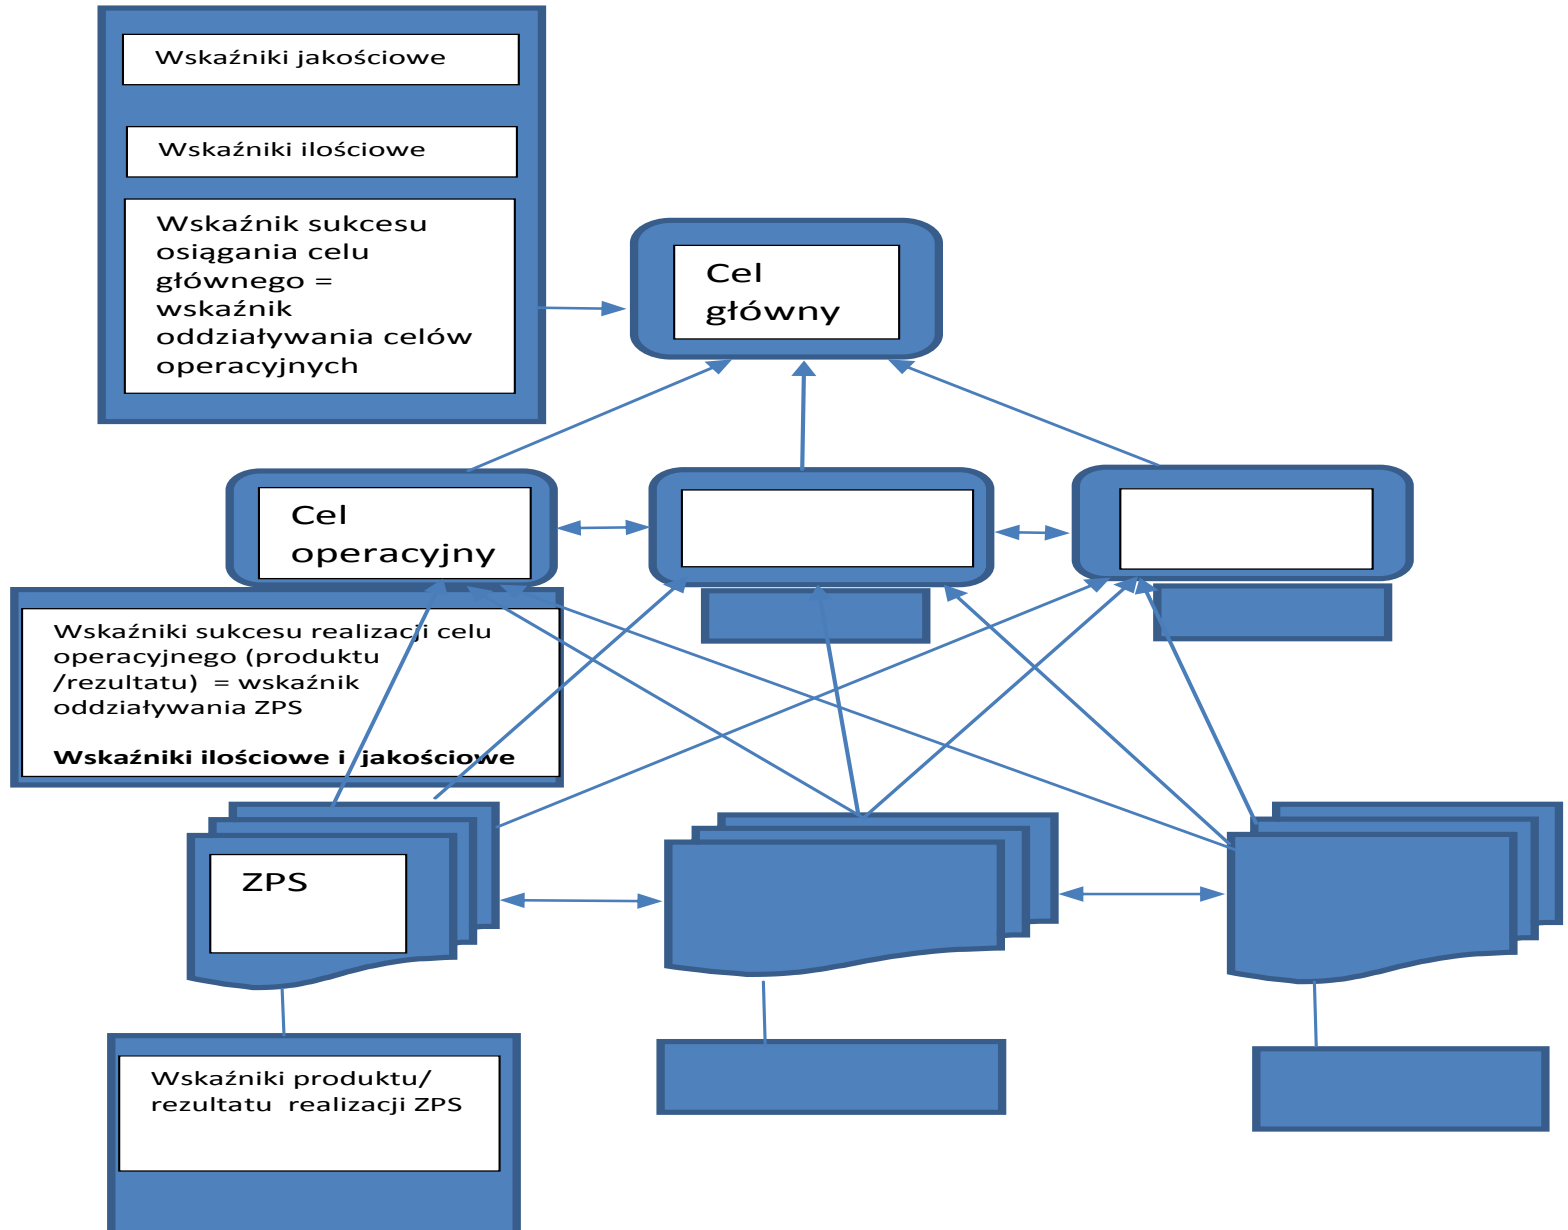 Wskaźniki jakościowe
Wskaźniki ilościowe
Wskaźnik sukcesu
osiągania celu
głównego =
wskaźnik
oddziaływania celów
operacyjnych
Cel
główny
Cel
operacyjny
Wskaźniki sukcesu realizacji celu
operacyjnego (produktu
/rezultatu)  = wskaźnik
oddziaływania ZPS
Wskaźniki ilościowe i  jakościowe
ZPS
Wskaźniki produktu/
rezultatu  realizacji ZPS